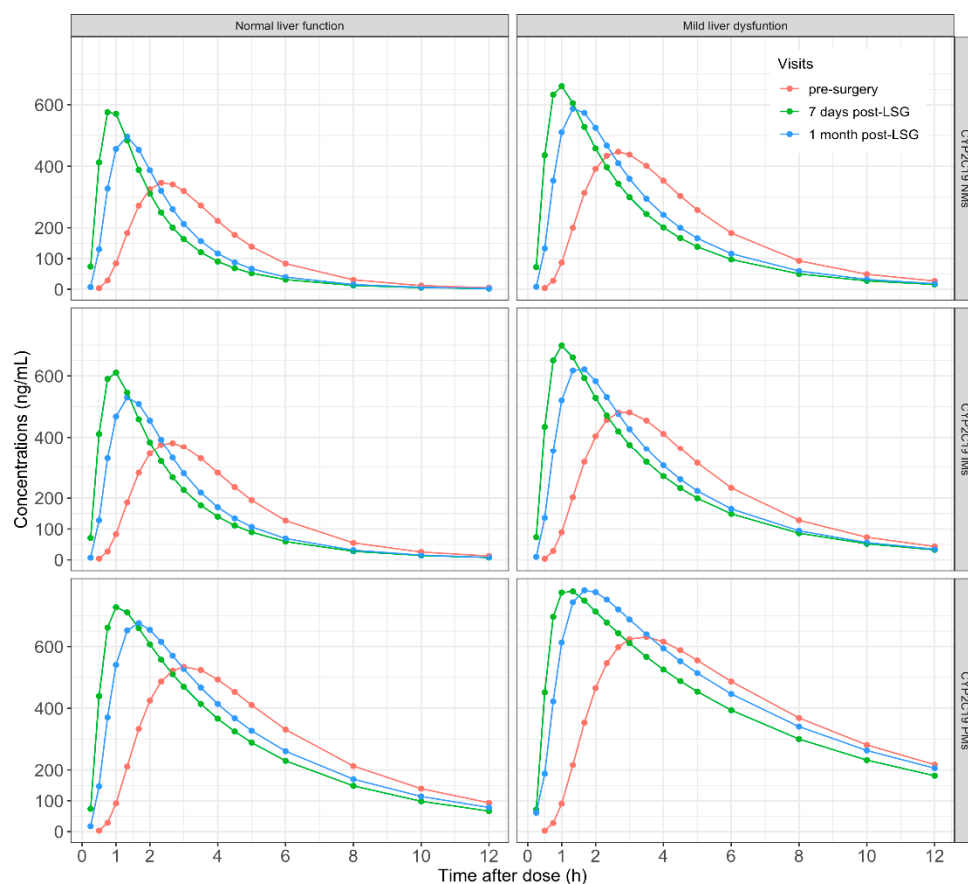 Normal liver function
Mild liver dysfuntion
Visits
pre-surgery
7 days post-LSG
1 month post-LSG
600
400
200
100
0
CYP2C19 NMs
600
400
200
100
0
CYP2C19 IMs
600
400
200
100
0
CYP2C19 PMs
Concentrations (ng/mL)
0 1 2 4 6 8 10 12
0 1 2 4 6 8 10 12
Time after dose (h)